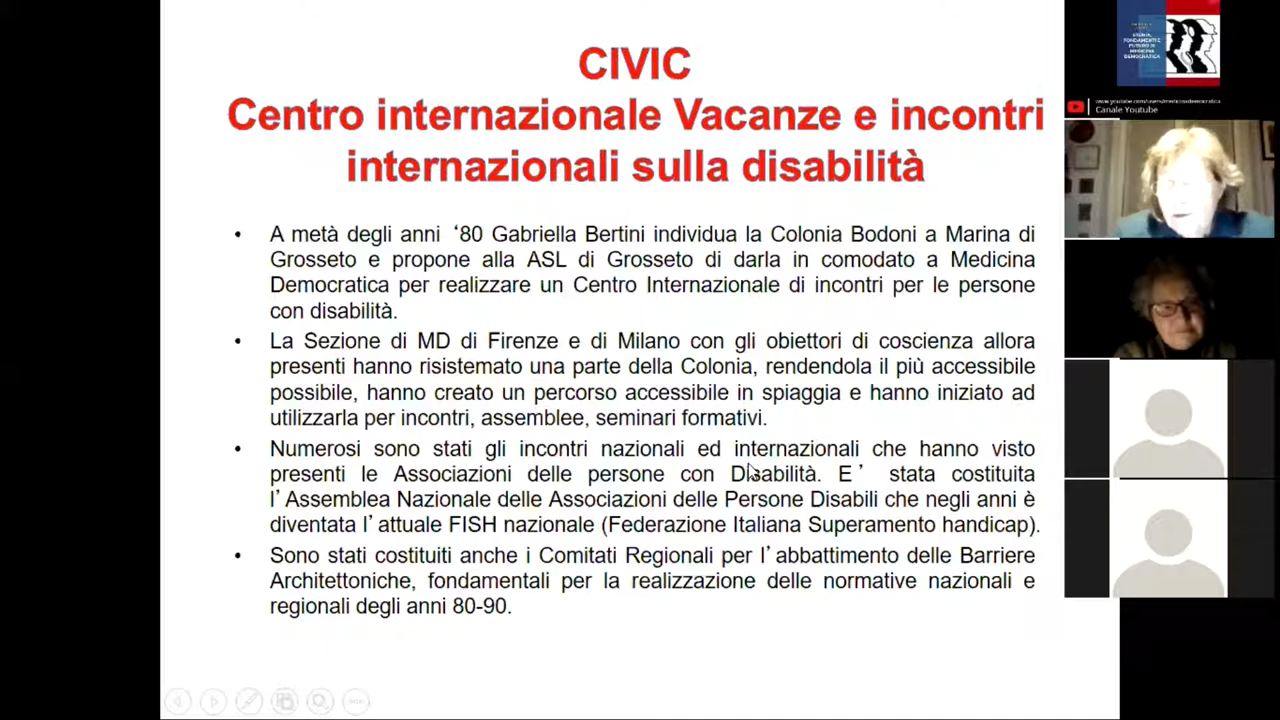 CIVIC
Centro internazionale Vacanze e incontri
internazionali sulla disabilità
• A metà degli anni ‘80 Gabriella Bertini individua la Colonia Bodoni a Marina di
Grosseto e propone alla ASL di Grosseto di darla in comodato a Medicina
Democratica per realizzare un Centro Internazionale di incontri per le persone
con disabilità.
• La Sezione di MD di Firenze e di Milano con gli obiettori di coscienza allora
presenti hanno risistemato una parte della Colonia, rendendola il più accessibile
possibile, hanno creato un percorso accessibile in spiaggia e hanno iniziato ad
utilizzarla per incontri, assemblee, seminari formativi.
• Numerosi sono stati gli incontri nazionali ed internazionali che hanno visto
presenti le Associazioni delle persone con Disabilità. E’ stata costituita
l’Assemblea Nazionale delle Associazioni delle Persone Disabili che negli anni è
diventata l’attuale FISH nazionale (Federazione Italiana Superamento handicap).
• Sono stati costituiti anche i Comitati Regionali per l’abbattimento delle Barriere
Architettoniche, fondamentali per la realizzazione delle normative nazionali e
regionali degli anni 80-90.
STORIA,
FONDAMENTI E
FUTURO DI
MEDICINA
DEMOCRATICA
Canale Youtube